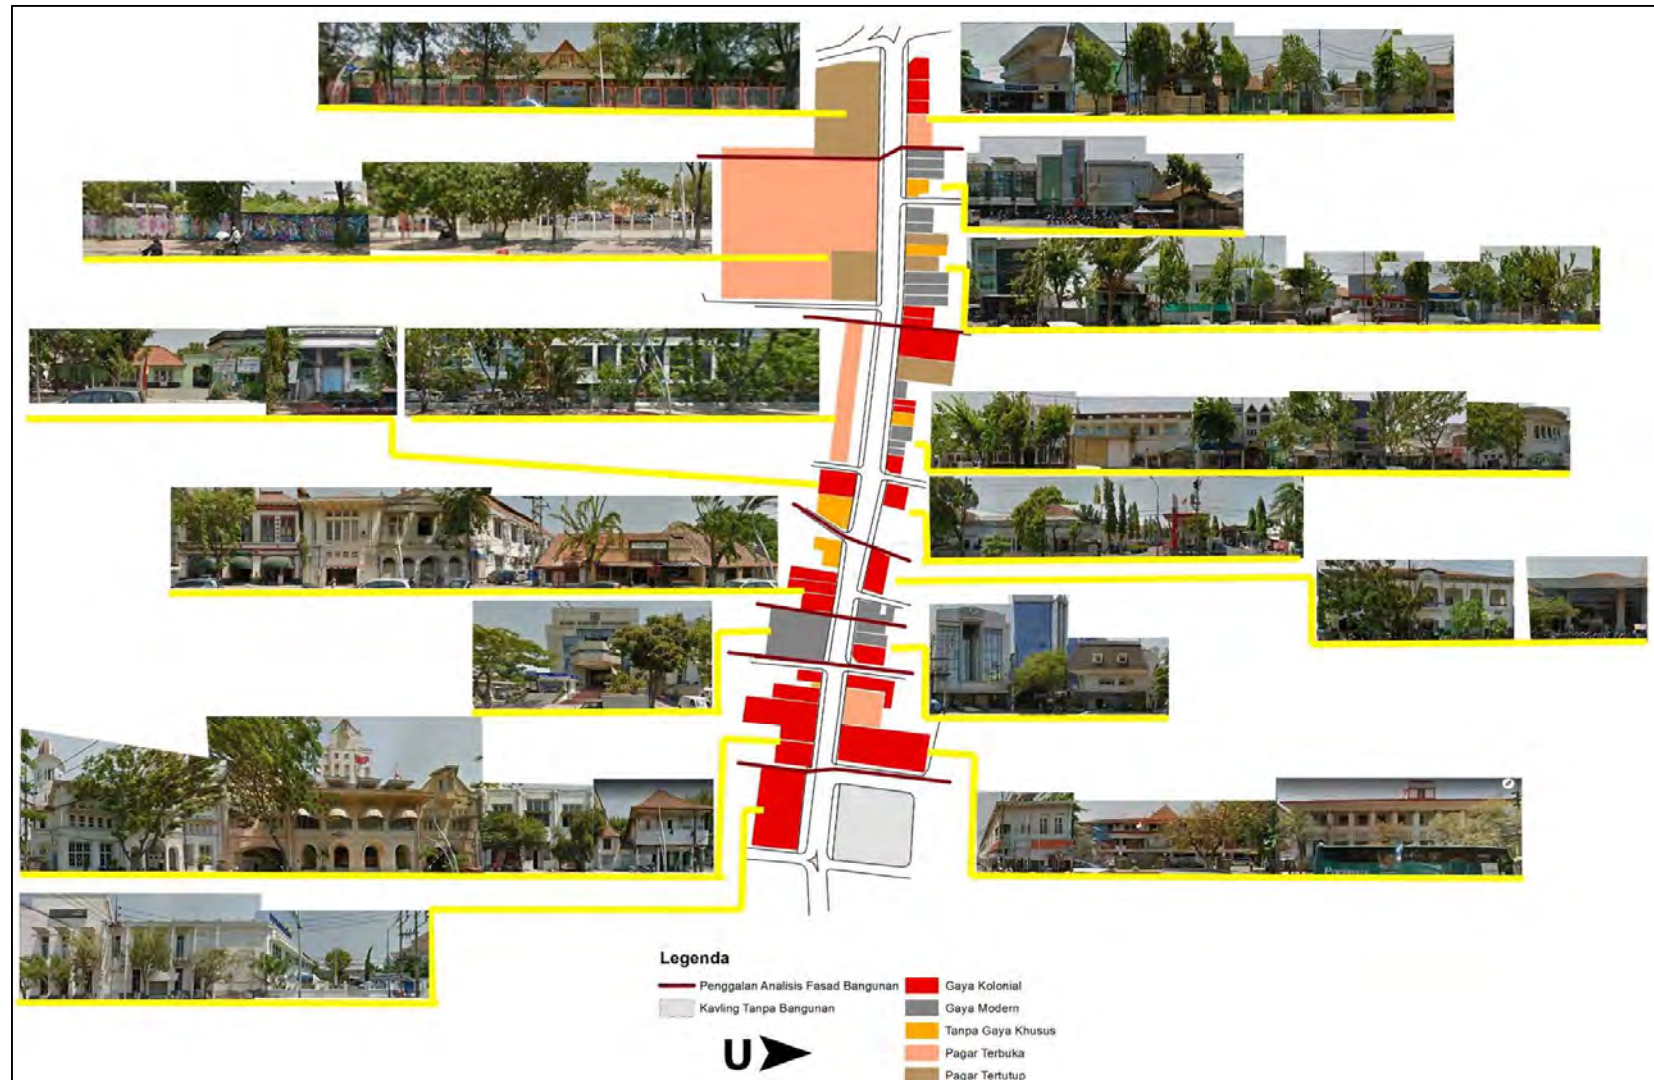 Legenda
Penggalan Analisis Fasad Bangunan
Kavling Tanpa Bangunan
U
Gaya Kolonial
Gaya Modern
Tanpa Gaya Khusus
Pagar Terbuka
Pagar Tertutup